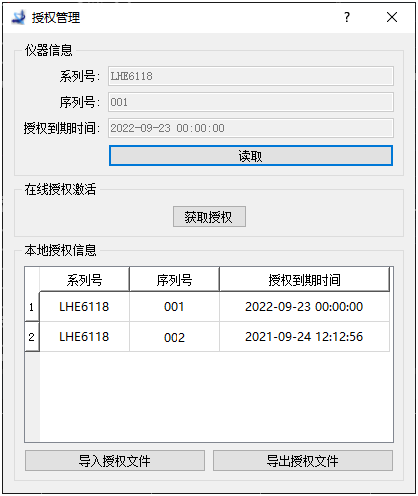 授权管理
?
仪器信息
系列号: LHE6118
序列号: 001
授权到期时间: 2022-09-23 00:00:00
读取
在线授权激活
获取授权
本地授权信息
系列号 序列号 授权到期时间
1 LHE6118 001 2022-09-23 00:00:00
2 LHE6118 002 2021-09-24 12:12:56
导入授权文件 导出授权文件